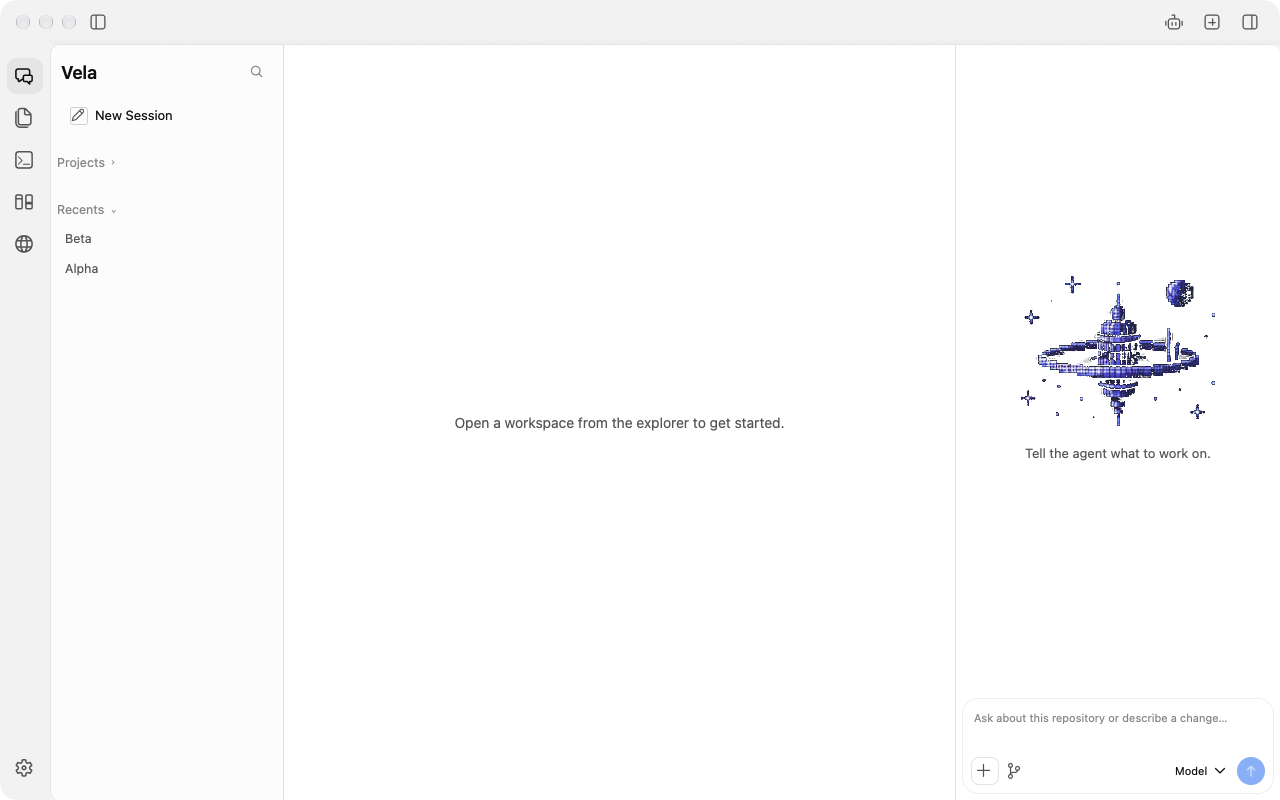 Vela
New Session
Projects
Recents
Beta
Alpha
Open a workspace from the explorer to get started.
Tell the agent what to work on.
Ask about this repository or describe a change...
Model